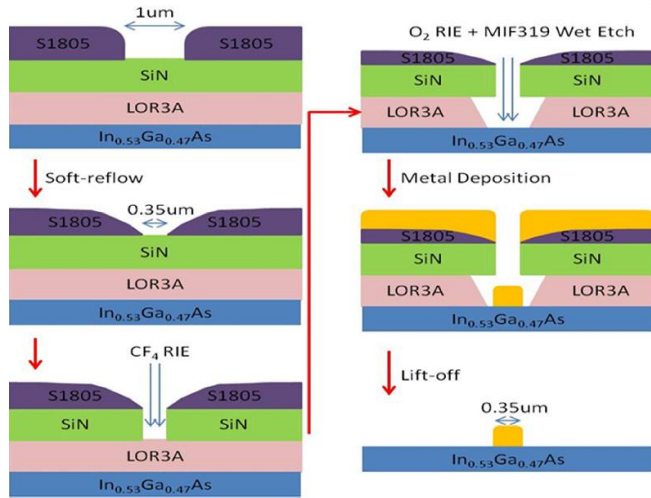 1um
S1805 S1805
SiN
LOR3A
In0.53Ga0.47As
Soft-reflow
0.35um
S1805 S1805
SiN
LOR3A
In0.53Ga0.47As
CF4 RIE
S1805 S1805
SiN SiN
LOR3A
In0.53Ga0.47As
O2 RIE + MIF319 Wet Etch
S1805 S1805
SiN SiN
LOR3A LOR3A
In0.53Ga0.47As
Metal Deposition
S1805 S1805
SiN SiN
LOR3A LOR3A
In0.53Ga0.47As
Lift-off
0.35um
In0.53Ga0.47As